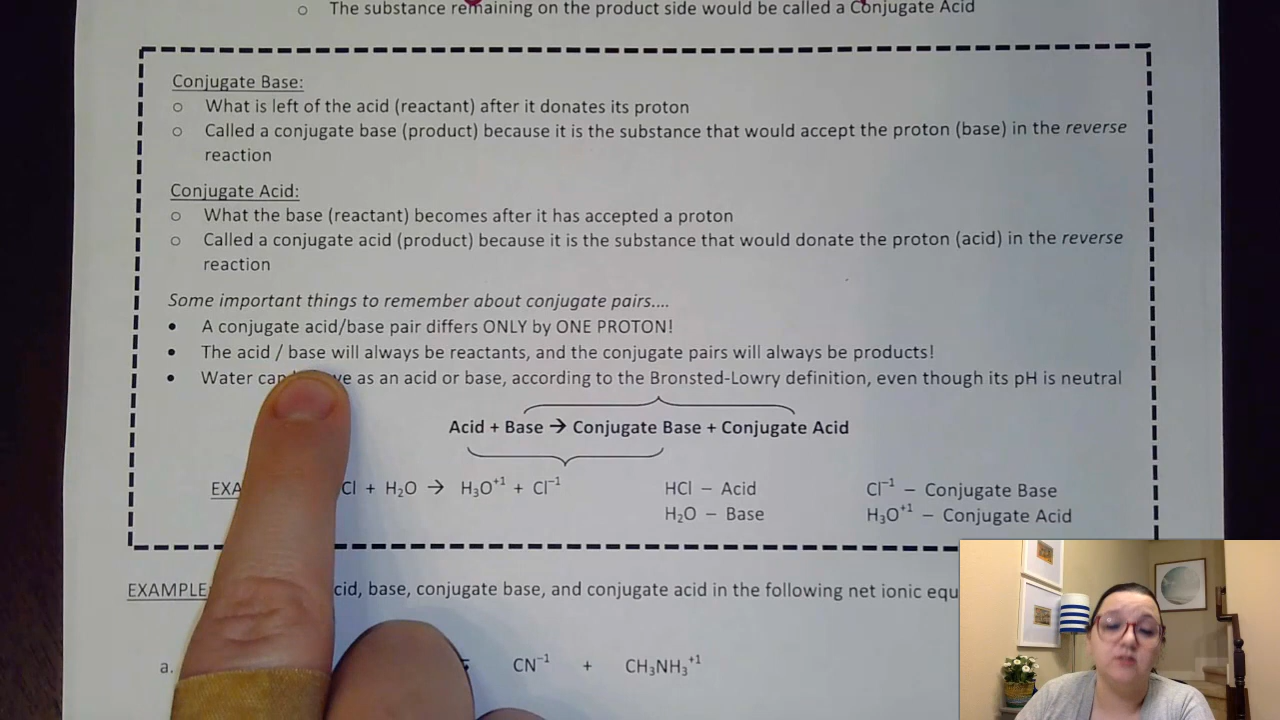 o The substance remaining on the product side would be called a Conjugate Acid
Conjugate Base:
o What is left of the acid (reactant) after it donates its proton
o Called a conjugate base (product) because it is the substance that would accept the proton (base) in the reverse
reaction
Conjugate Acid:
o What the base (reactant) becomes after it has accepted a proton
o Called a conjugate acid (product) because it is the substance that would donate the proton (acid) in the reverse
reaction
Some important things to remember about conjugate pairs....
• A conjugate acid/base pair differs ONLY by ONE PROTON!
• The acid / base will always be reactants, and the conjugate pairs will always be products!
• Water can as an acid or base, according to the Bronsted-Lowry definition, even though its pH is neutral
Acid + Base → Conjugate Base + Conjugate Acid
Cl + H₂O → H₃O⁺¹ + Cl⁻¹ HCl – Acid Cl⁻¹ – Conjugate Base
H₂O – Base H₃O⁺¹ – Conjugate Acid
EXAMPLE base, conjugate base, and conjugate acid in the following net ionic
a. CN⁻¹ + CH₃NH₃⁺¹